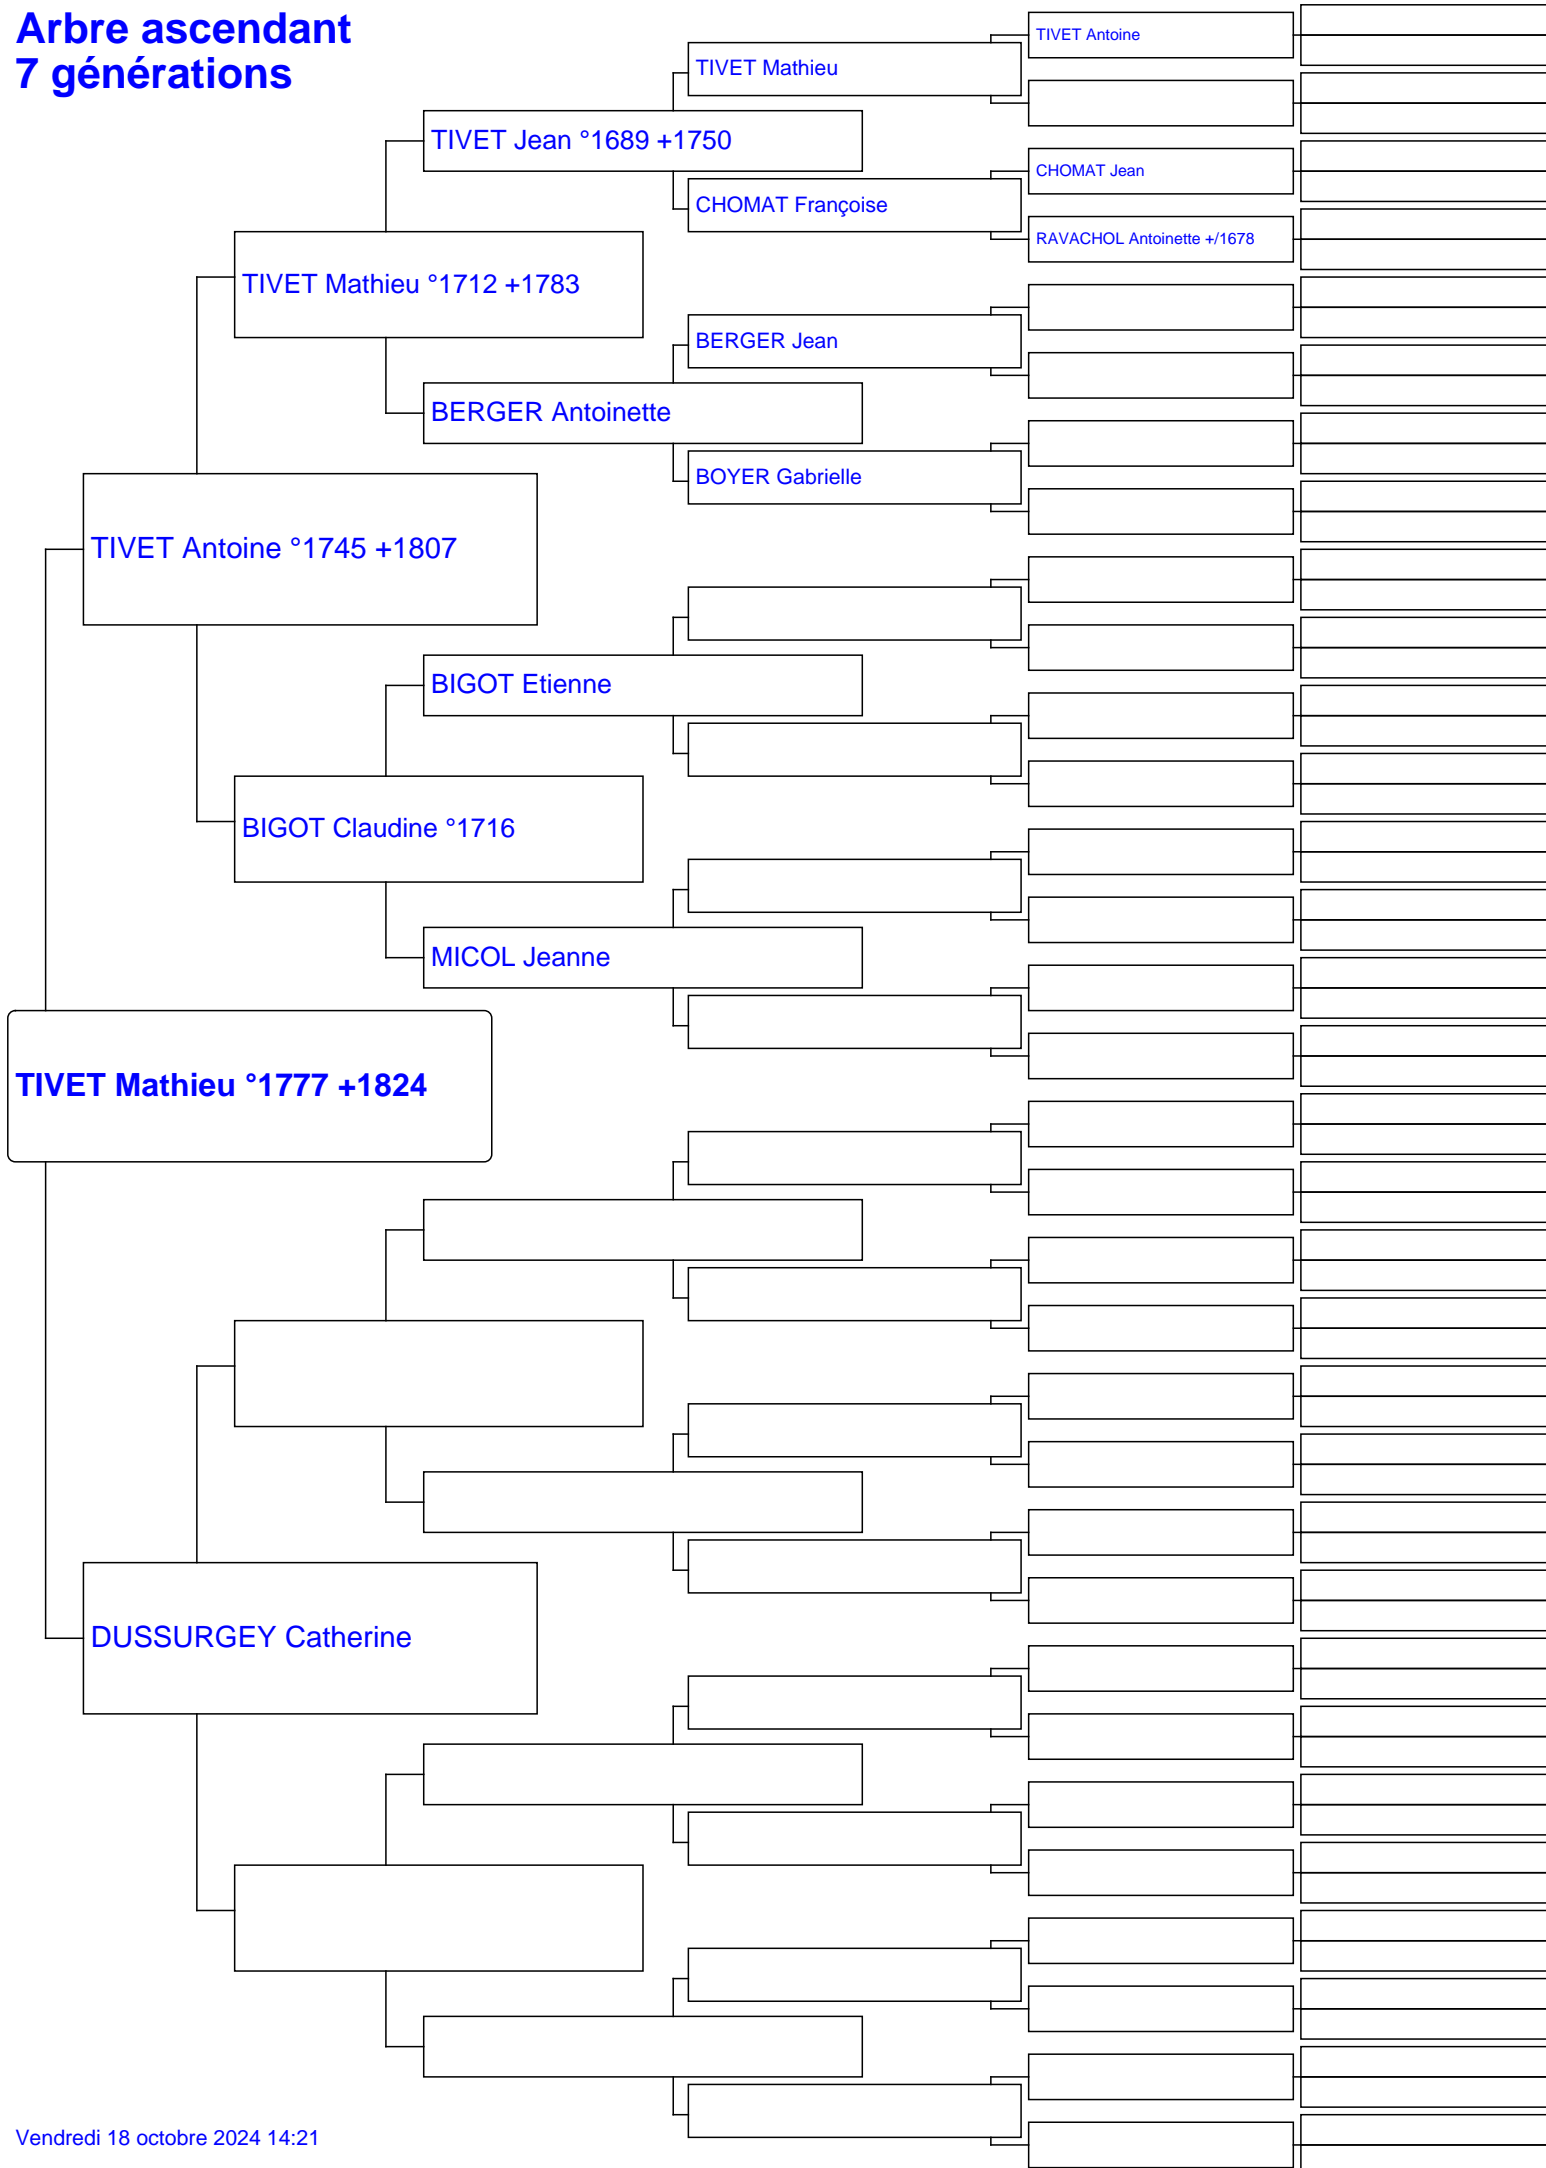 Arbre ascendant
7 générations
TIVET Antoine
TIVET Mathieu
TIVET Jean °1689 +1750
CHOMAT Jean
CHOMAT Françoise
RAVACHOL Antoinette +/1678
TIVET Mathieu °1712 +1783
BERGER Jean
BERGER Antoinette
BOYER Gabrielle
TIVET Antoine °1745 +1807
BIGOT Etienne
BIGOT Claudine °1716
MICOL Jeanne
TIVET Mathieu °1777 +1824
DUSSURGEY Catherine
Vendredi 18 octobre 2024 14:21